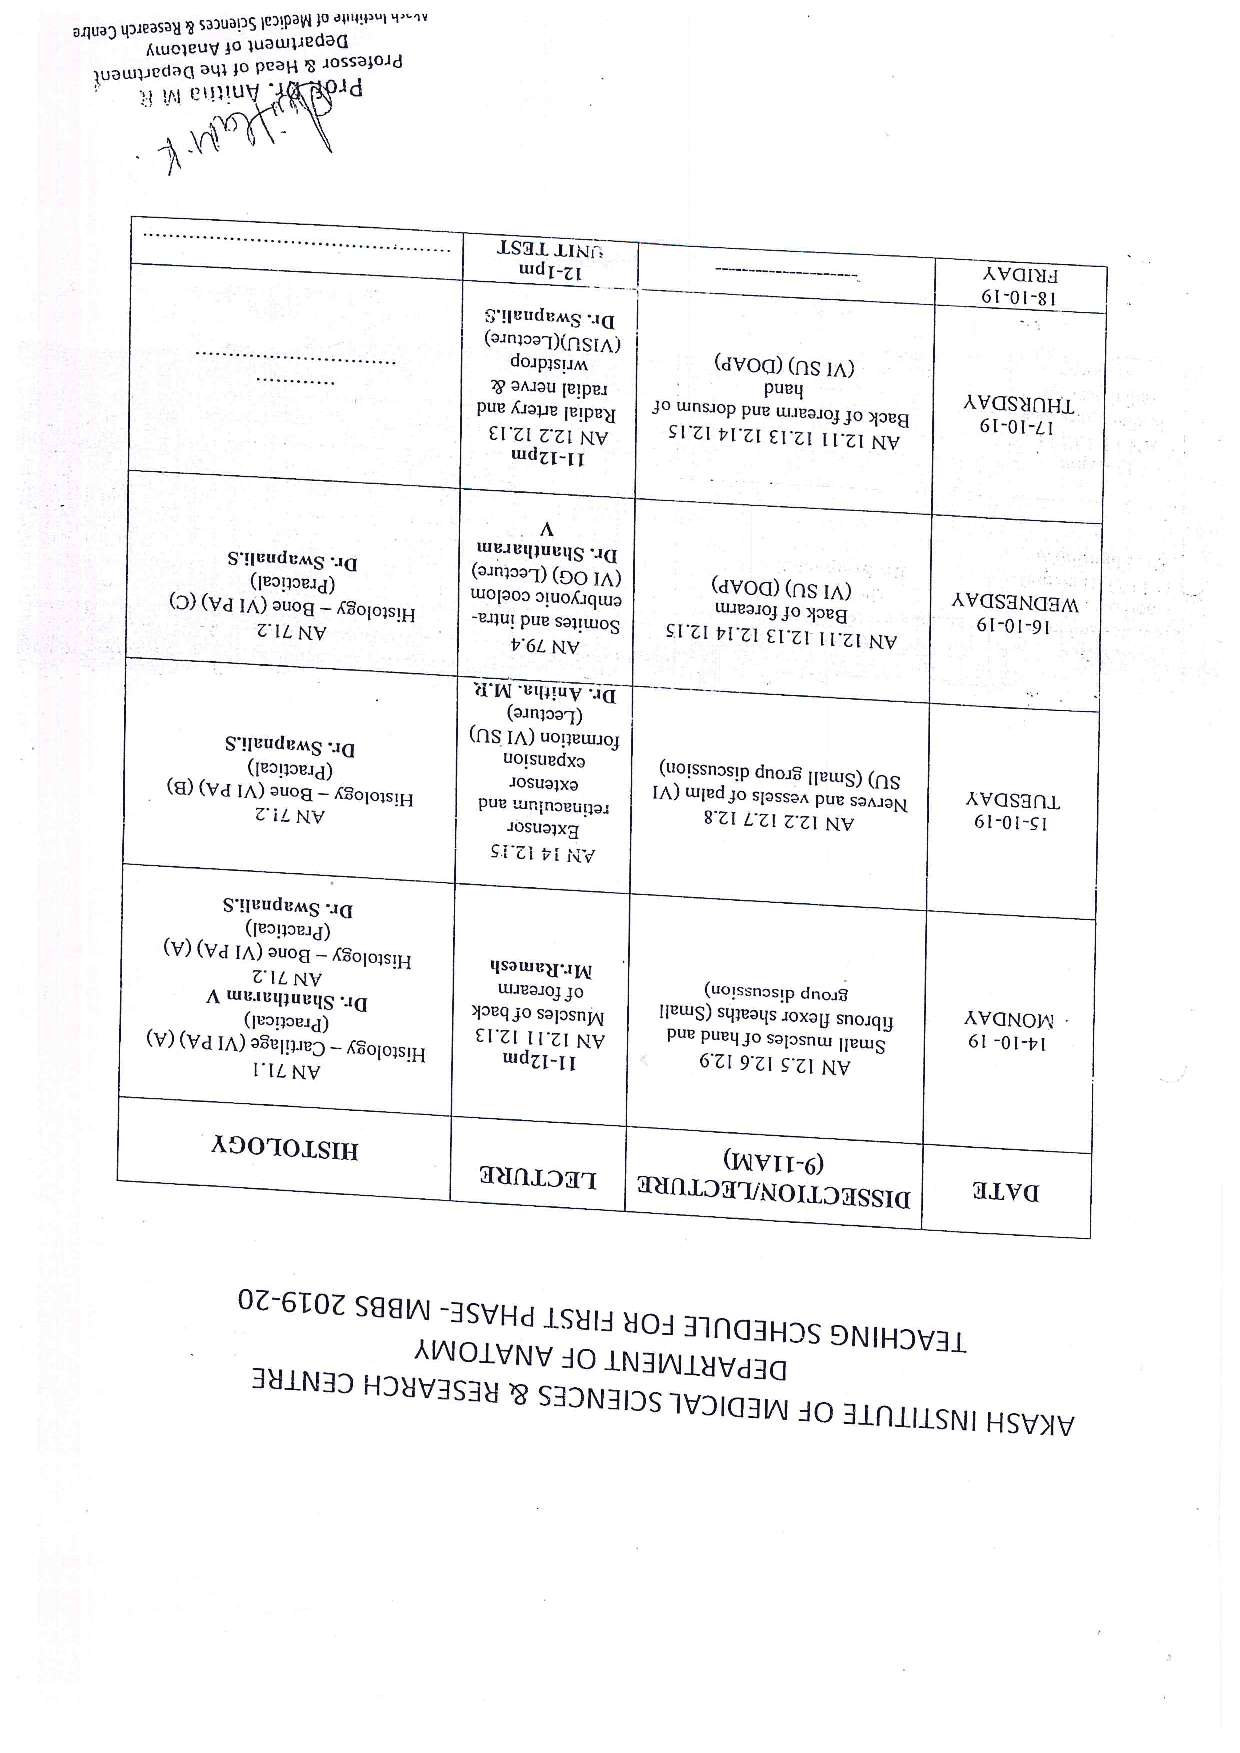 AKASH INSTITUTE OF MEDICAL SCIENCES & RESEARCH CENTRE
DEPARTMENT OF ANATOMY
TEACHING SCHEDULE FOR FIRST PHASE- MBBS 2019-20
DATE
DISSECTION/LECTURE
(9-11AM)
LECTURE
HISTOLOGY
14-10- 19
MONDAY
AN 12.5 12.6 12.9
Small muscles of hand and
fibrous flexor sheaths (Small
group discussion)
11-12pm
AN 12.11 12.13
Muscles of back
of forearm
Mr.Ramesh
AN 71.1
Histology – Cartilage (VI PA) (A)
(Practical)
Dr. Shantharam V
AN 71.2
Histology – Bone (VI PA) (A)
(Practical)
Dr. Swapnali.S
15-10-19
TUESDAY
AN 12.2 12.7 12.8
Nerves and vessels of palm (VI
SU) (Small group discussion)
AN 14 12.15
Extensor
retinaculum and
extensor
expansion
formation (VI SU)
(Lecture)
Dr. Anitha. M.R
AN 71.2
Histology – Bone (VI PA) (B)
(Practical)
Dr. Swapnali.S
16-10-19
WEDNESDAY
AN 12.11 12.13 12.14 12.15
Back of forearm
(VI SU) (DOAP)
AN 79.4
Somites and intra-
embryonic coelom
(VI OG) (Lecture)
Dr. Shantharam
V
AN 71.2
Histology – Bone (VI PA) (C)
(Practical)
Dr. Swapnali.S
17-10-19
THURSDAY
AN 12.11 12.13 12.14 12.15
Back of forearm and dorsum of
hand
(VI SU) (DOAP)
11-12pm
AN 12.2 12.13
Radial artery and
radial nerve &
wristdrop
(VISU)(Lecture)
Dr. Swapnali.S
............
..............................
18-10-19
FRIDAY
----------------------
12-1pm
UNIT TEST
................................................
Prof. Dr. Anitha M R
Professor & Head of the Department
Department of Anatomy
Akash Institute of Medical Sciences & Research Centre